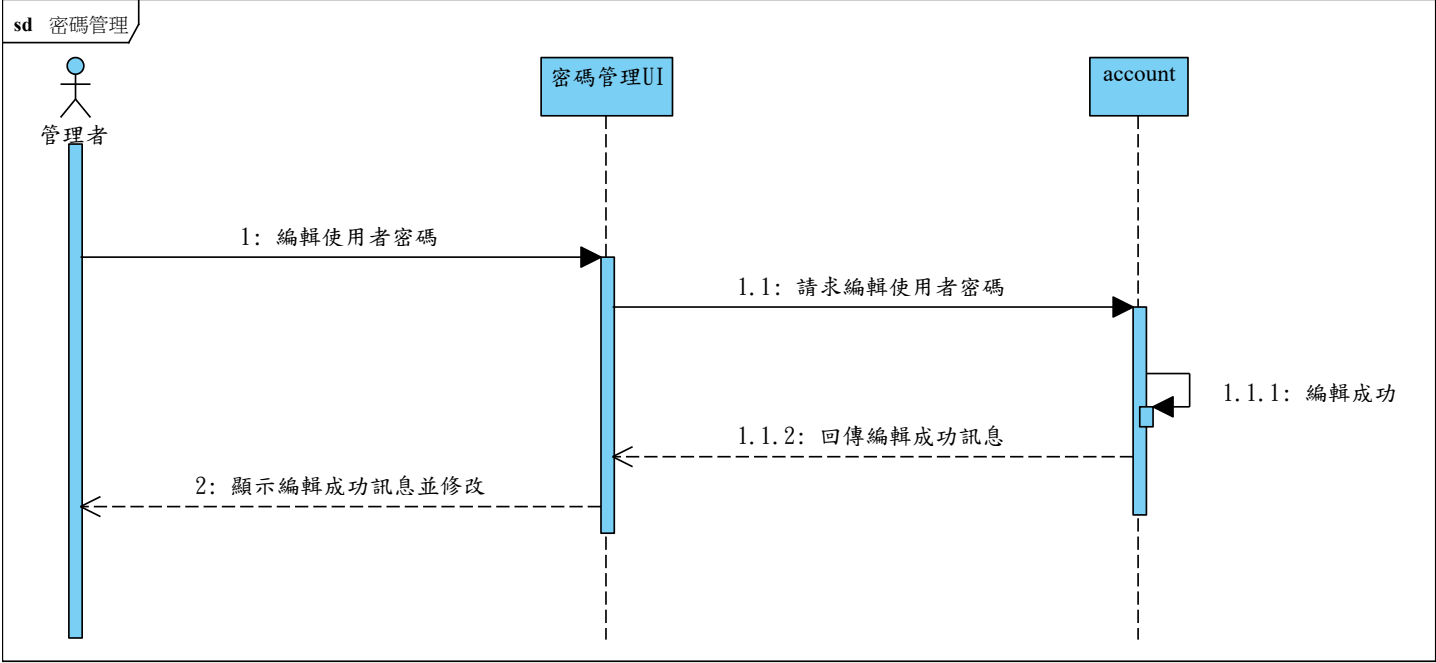 sd 密碼管理
管理者
密碼管理UI
account
1: 編輯使用者密碼
1.1: 請求編輯使用者密碼
1.1.1: 編輯成功
1.1.2: 回傳編輯成功訊息
2: 顯示編輯成功訊息並修改